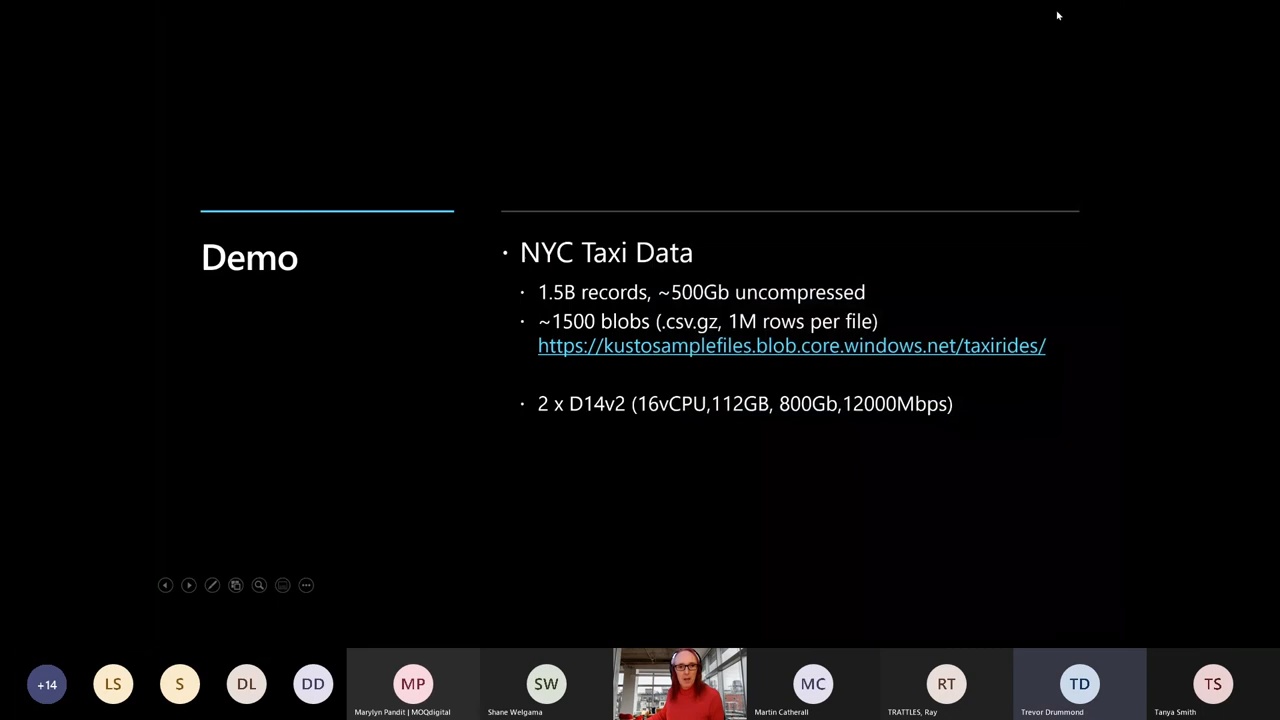 Demo
· NYC Taxi Data
· 1.5B records, ~500Gb uncompressed
· ~1500 blobs (.csv.gz, 1M rows per file)
https://kustosamplefiles.blob.core.windows.net/taxirides/
· 2 x D14v2 (16vCPU,112GB, 800Gb,12000Mbps)
+14
LS
S
DL
DD
MP
SW
MC
RT
TD
TS
Marylyn Pandit | MOQdigital
Shane Welgama
Martin Catherall
TRATTLES, Ray
Trevor Drummond
Tanya Smith